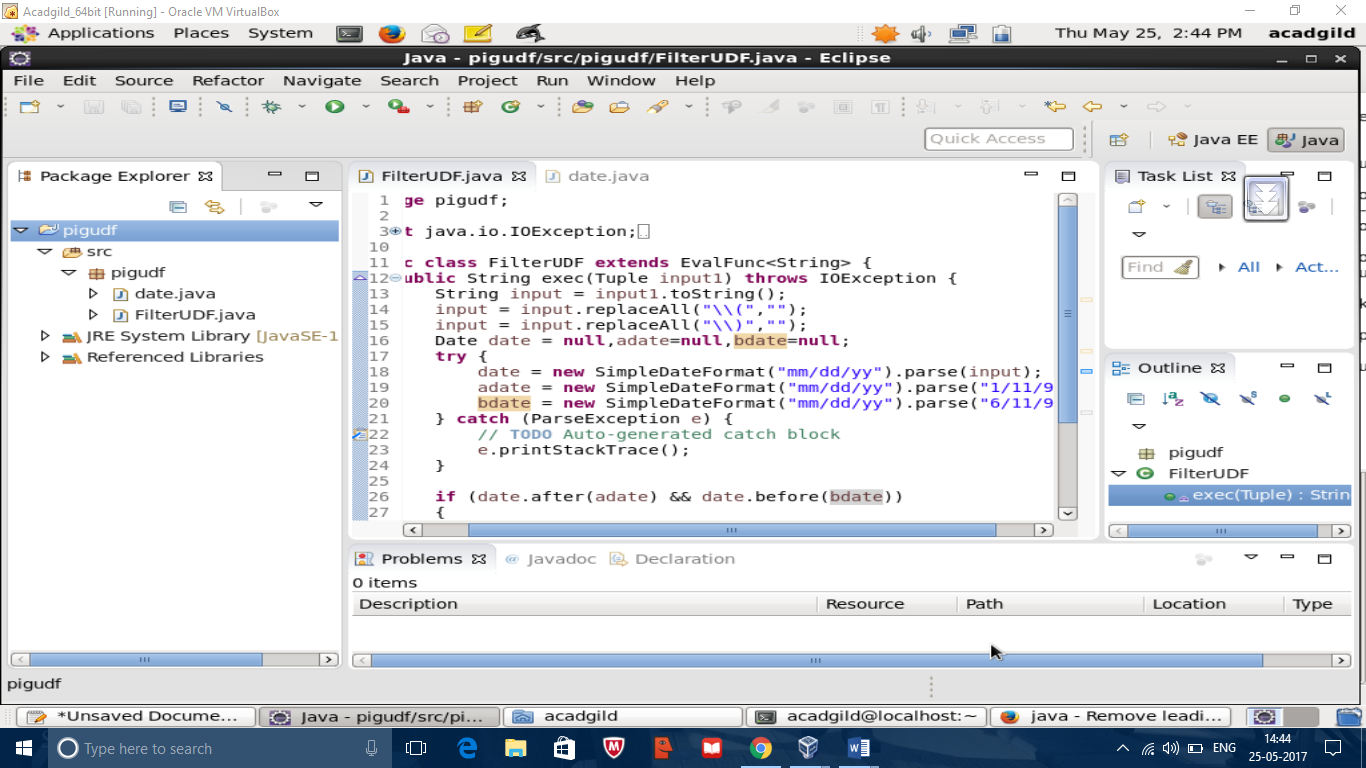 Acadgild_64bit [Running] - Oracle VM VirtualBox
Applications Places System Thu May 25, 2:44 PM acadgild
Java - pigudf/src/pigudf/FilterUDF.java - Eclipse
File Edit Source Refactor Navigate Search Project Run Window Help
Quick Access Java EE Java
Package Explorer
pigudf
src
pigudf
date.java
FilterUDF.java
JRE System Library [JavaSE-1
Referenced Libraries
FilterUDF.java date.java
1 ge pigudf;
2
3 t java.io.IOException;
10
11 c class FilterUDF extends EvalFunc<String> {
12 ublic String exec(Tuple input1) throws IOException {
13 String input = input1.toString();
14 input = input.replaceAll("\\(","");
15 input = input.replaceAll("\\)","");
16 Date date = null,adate=null,bdate=null;
17 try {
18 date = new SimpleDateFormat("mm/dd/yy").parse(input);
19 adate = new SimpleDateFormat("mm/dd/yy").parse("1/11/9
20 bdate = new SimpleDateFormat("mm/dd/yy").parse("6/11/9
21 } catch (ParseException e) {
22 // TODO Auto-generated catch block
23 e.printStackTrace();
24 }
25
26 if (date.after(adate) && date.before(bdate))
27 {
Task List
Find All Act...
Outline
pigudf
FilterUDF
exec(Tuple) : Strin
Problems Javadoc Declaration
0 items
Description Resource Path Location Type
pigudf
*Unsaved Docume... Java - pigudf/src/pi... acadgild acadgild@localhost:~ java - Remove leadi...
Type here to search
ENG
14:44
25-05-2017